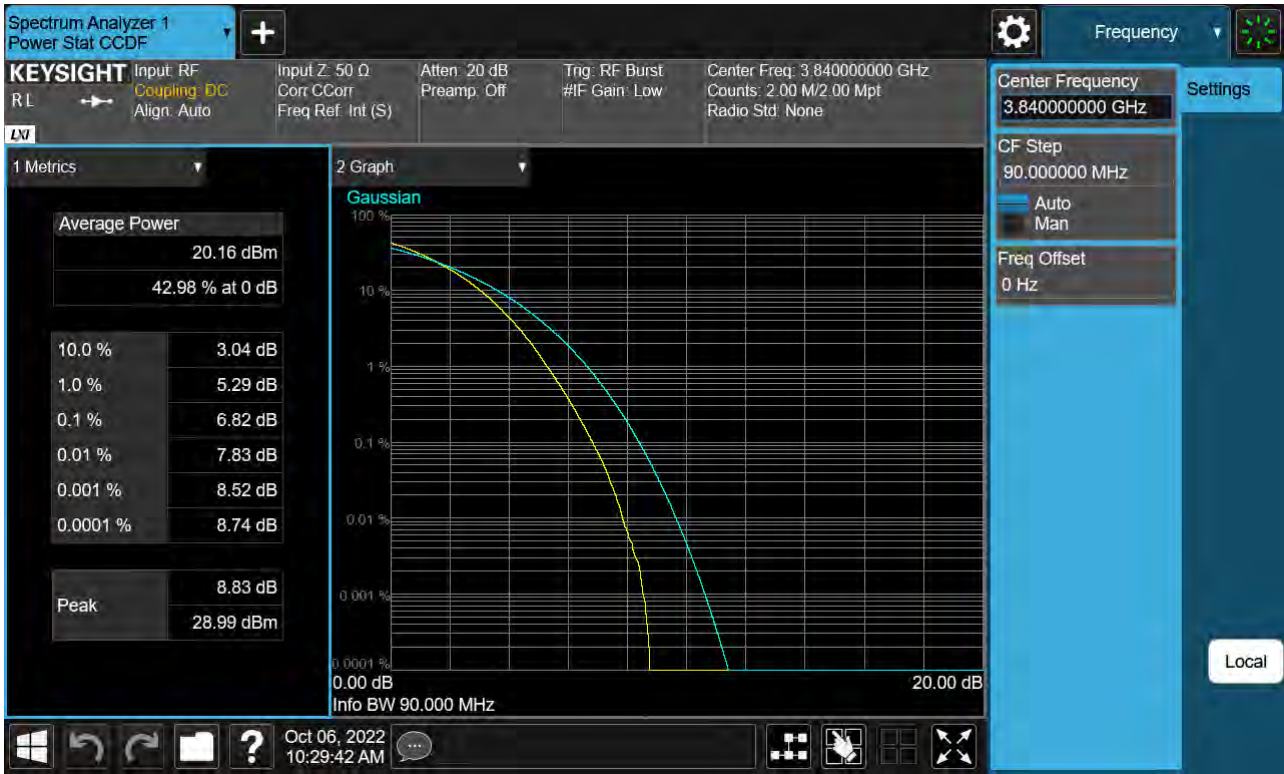 Spectrum Analyzer 1
Power Stat CCDF
+
Frequency
KEYSIGHT
RL
LXI
Input: RF
Coupling: DC
Align: Auto
Input Z: 50 Ω
Corr CCorr
Freq Ref: Int (S)
Atten: 20 dB
Preamp: Off
Trig: RF Burst
#IF Gain: Low
Center Freq: 3.840000000 GHz
Counts: 2.00 M/2.00 Mpt
Radio Std: None
Center Frequency
3.840000000 GHz
Settings
CF Step
90.000000 MHz
Auto
Man
Freq Offset
0 Hz
1 Metrics
Average Power
20.16 dBm
42.98 % at 0 dB
10.0 % 3.04 dB
1.0 % 5.29 dB
0.1 % 6.82 dB
0.01 % 7.83 dB
0.001 % 8.52 dB
0.0001 % 8.74 dB
Peak
8.83 dB
28.99 dBm
2 Graph
Gaussian
100 %
10 %
1 %
0.1 %
0.01 %
0.001 %
0.0001 %
0.00 dB 20.00 dB
Info BW 90.000 MHz
Local
?
Oct 06, 2022
10:29:42 AM